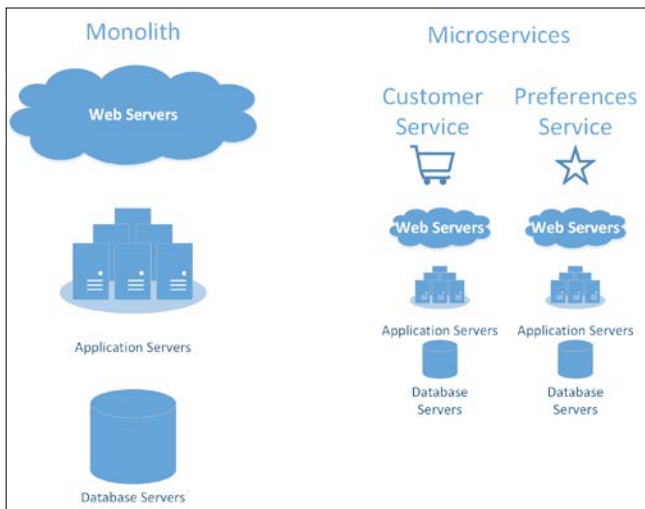 Monolith
Web Servers
Application Servers
Database Servers
Microservices
Customer
Service
Web Servers
Application Servers
Database
Servers
Preferences
Service
Web Servers
Application Servers
Database
Servers